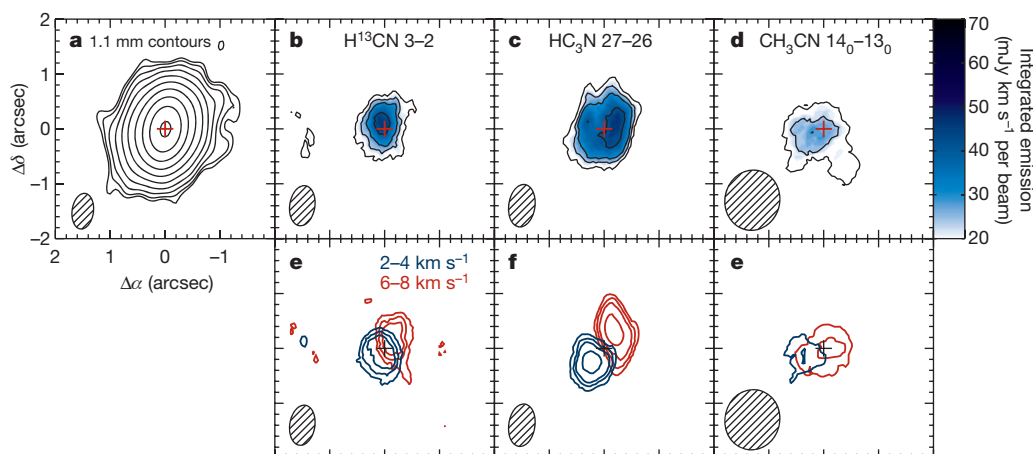 a 1.1 mm contours
b H¹³CN 3–2
c HC₃N 27–26
d CH₃CN 14₀–13₀
2
1
0
−1
−2
Δδ (arcsec)
2 1 0 −1
Δα (arcsec)
70
60
50
40
30
20
Integrated emission
(mJy km s⁻¹ per beam)
e 2–4 km s⁻¹
6–8 km s⁻¹
f
e